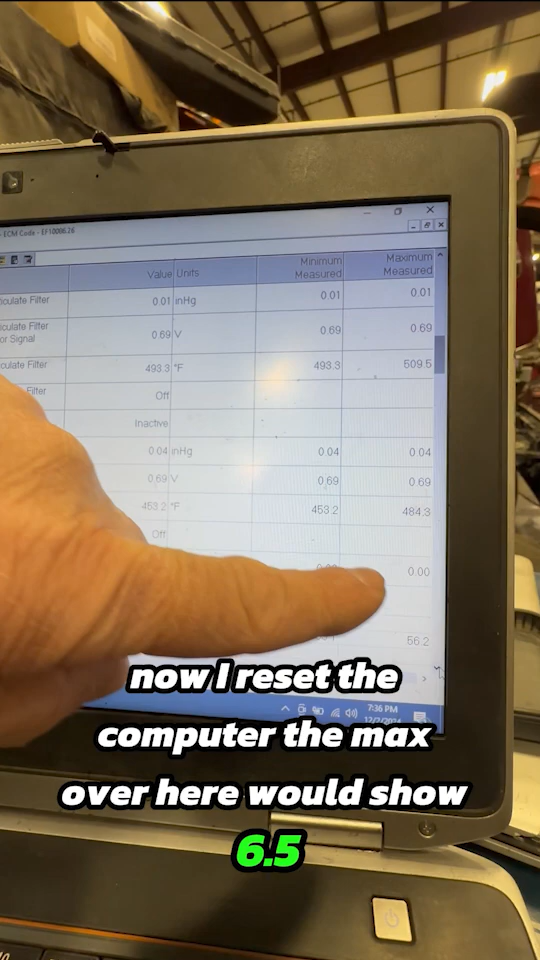 - ECM Code - EF10006.26
Value Units Minimum Measured Maximum Measured
iculate Filter 0.01 inHg 0.01 0.01
iculate Filter
or Signal 0.69 V 0.69 0.69
culate Filter 493.3 °F 493.3 509.5
Filter Off
Inactive
0.04 inHg 0.04 0.04
0.69 V 0.69 0.69
453.2 °F 453.2 484.3
Off
0.00
56.2
now I reset the
7:36 PM
computer the max
over here would show
6.5